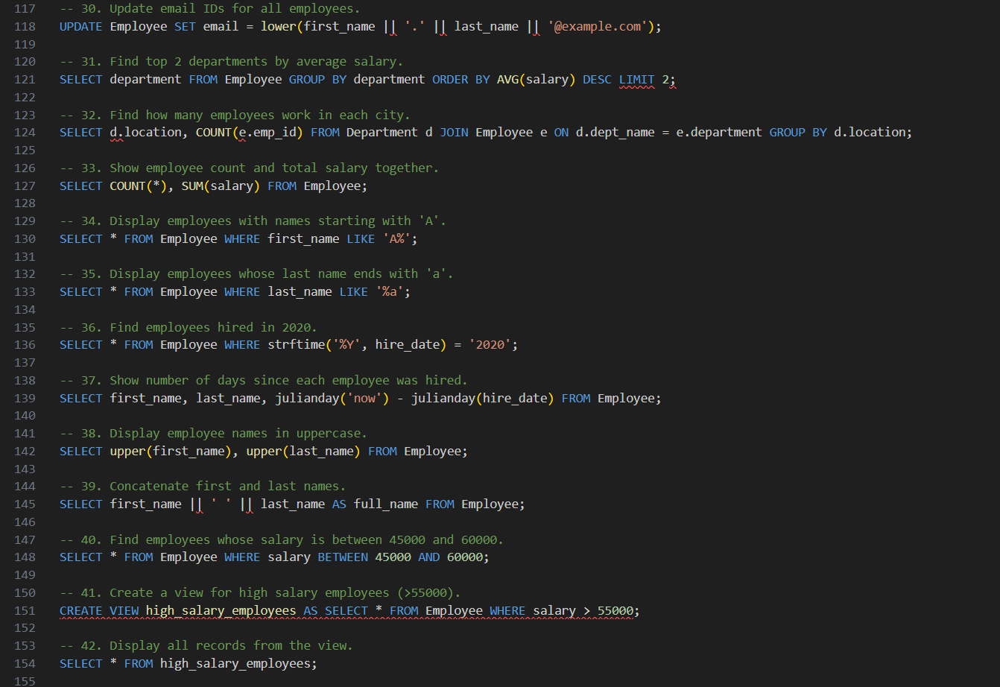 117 -- 30. Update email IDs for all employees.
118 UPDATE Employee SET email = lower(first_name || '.' || last_name || '@example.com');
119
120 -- 31. Find top 2 departments by average salary.
121 SELECT department FROM Employee GROUP BY department ORDER BY AVG(salary) DESC LIMIT 2;
122
123 -- 32. Find how many employees work in each city.
124 SELECT d.location, COUNT(e.emp_id) FROM Department d JOIN Employee e ON d.dept_name = e.department GROUP BY d.location;
125
126 -- 33. Show employee count and total salary together.
127 SELECT COUNT(*), SUM(salary) FROM Employee;
128
129 -- 34. Display employees with names starting with 'A'.
130 SELECT * FROM Employee WHERE first_name LIKE 'A%';
131
132 -- 35. Display employees whose last name ends with 'a'.
133 SELECT * FROM Employee WHERE last_name LIKE '%a';
134
135 -- 36. Find employees hired in 2020.
136 SELECT * FROM Employee WHERE strftime('%Y', hire_date) = '2020';
137
138 -- 37. Show number of days since each employee was hired.
139 SELECT first_name, last_name, julianday('now') - julianday(hire_date) FROM Employee;
140
141 -- 38. Display employee names in uppercase.
142 SELECT upper(first_name), upper(last_name) FROM Employee;
143
144 -- 39. Concatenate first and last names.
145 SELECT first_name || ' ' || last_name AS full_name FROM Employee;
146
147 -- 40. Find employees whose salary is between 45000 and 60000.
148 SELECT * FROM Employee WHERE salary BETWEEN 45000 AND 60000;
149
150 -- 41. Create a view for high salary employees (>55000).
151 CREATE VIEW high_salary_employees AS SELECT * FROM Employee WHERE salary > 55000;
152
153 -- 42. Display all records from the view.
154 SELECT * FROM high_salary_employees;
155